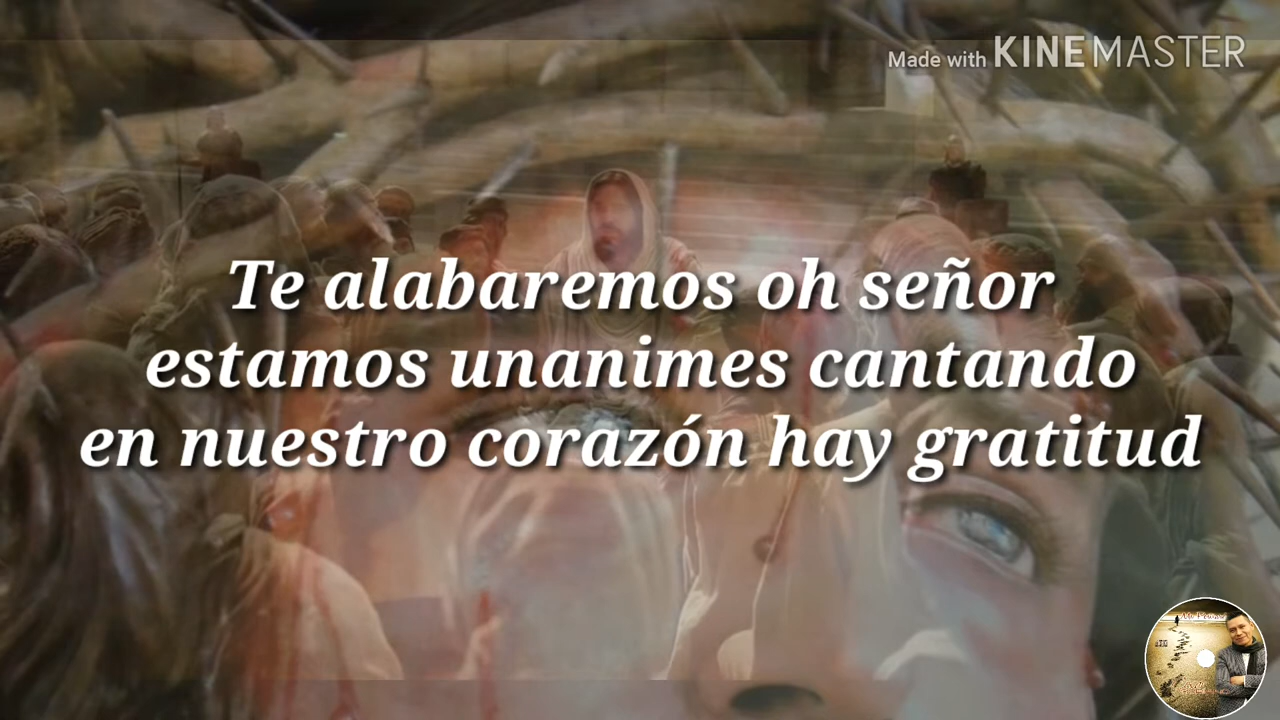 Made with KINEMASTER
Te alabaremos oh señor
estamos unanimes cantando
en nuestro corazón hay gratitud